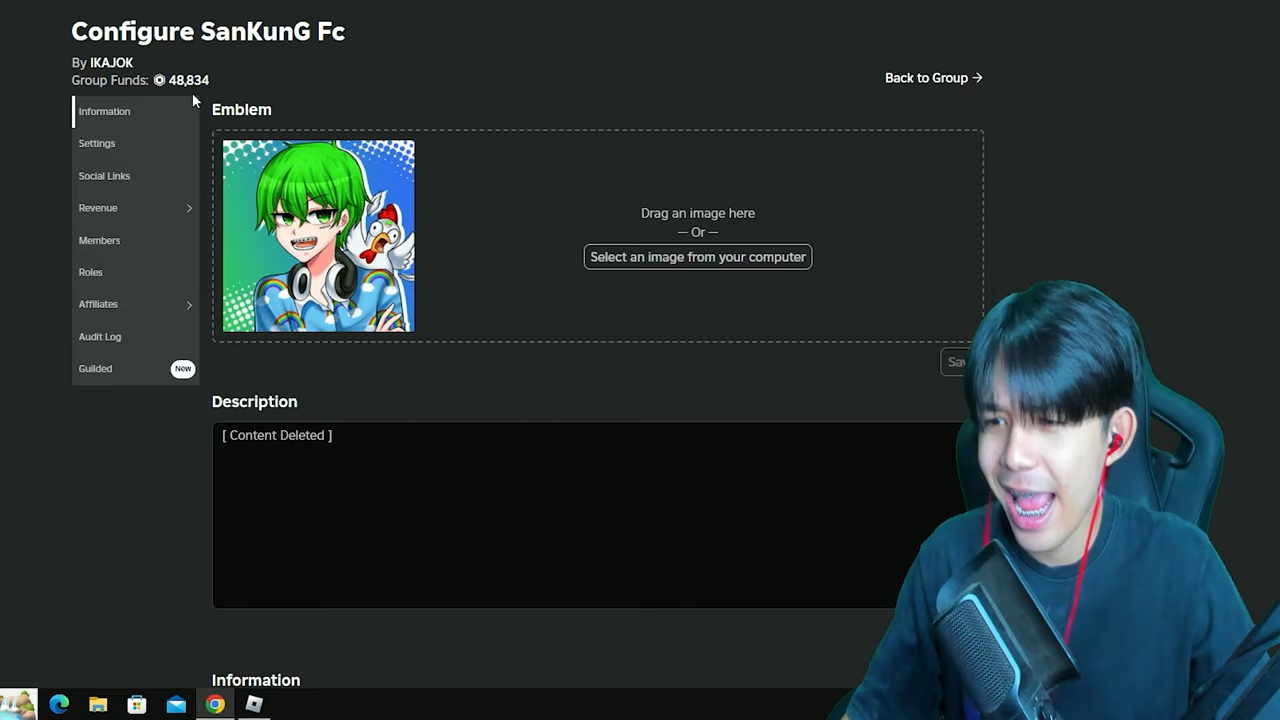 Configure SanKunG Fc
By IKAJOK
Group Funds: 48,834
Back to Group →
Information
Settings
Social Links
Revenue
Members
Roles
Affiliates
Audit Log
Guilded New
Emblem
Drag an image here
— Or —
Select an image from your computer
Description
[ Content Deleted ]
Information